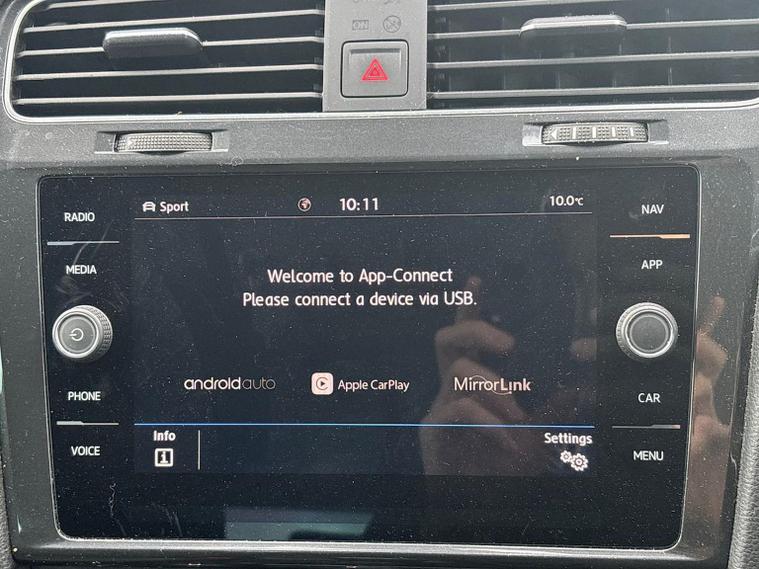 ON
RADIO
MEDIA
PHONE
VOICE
Sport
10:11
10.0°C
Welcome to App-Connect
Please connect a device via USB.
androidauto
Apple CarPlay
MirrorLink
Info
Settings
NAV
APP
CAR
MENU